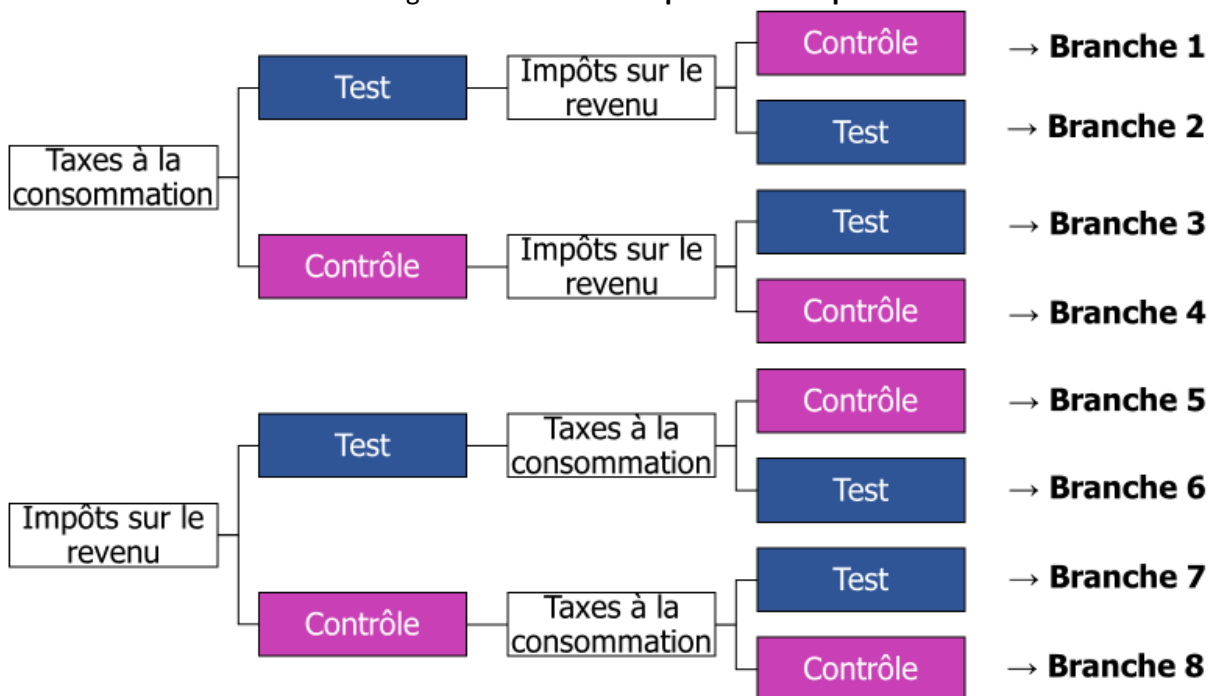 Contrôle
→ Branche 1
Test
Impôts sur le
revenu
Test
→ Branche 2
Taxes à la
consommation
Test
→ Branche 3
Contrôle
Impôts sur le
revenu
Contrôle
→ Branche 4
Contrôle
→ Branche 5
Test
Taxes à la
consommation
Test
→ Branche 6
Impôts sur le
revenu
Test
→ Branche 7
Contrôle
Taxes à la
consommation
Contrôle
→ Branche 8